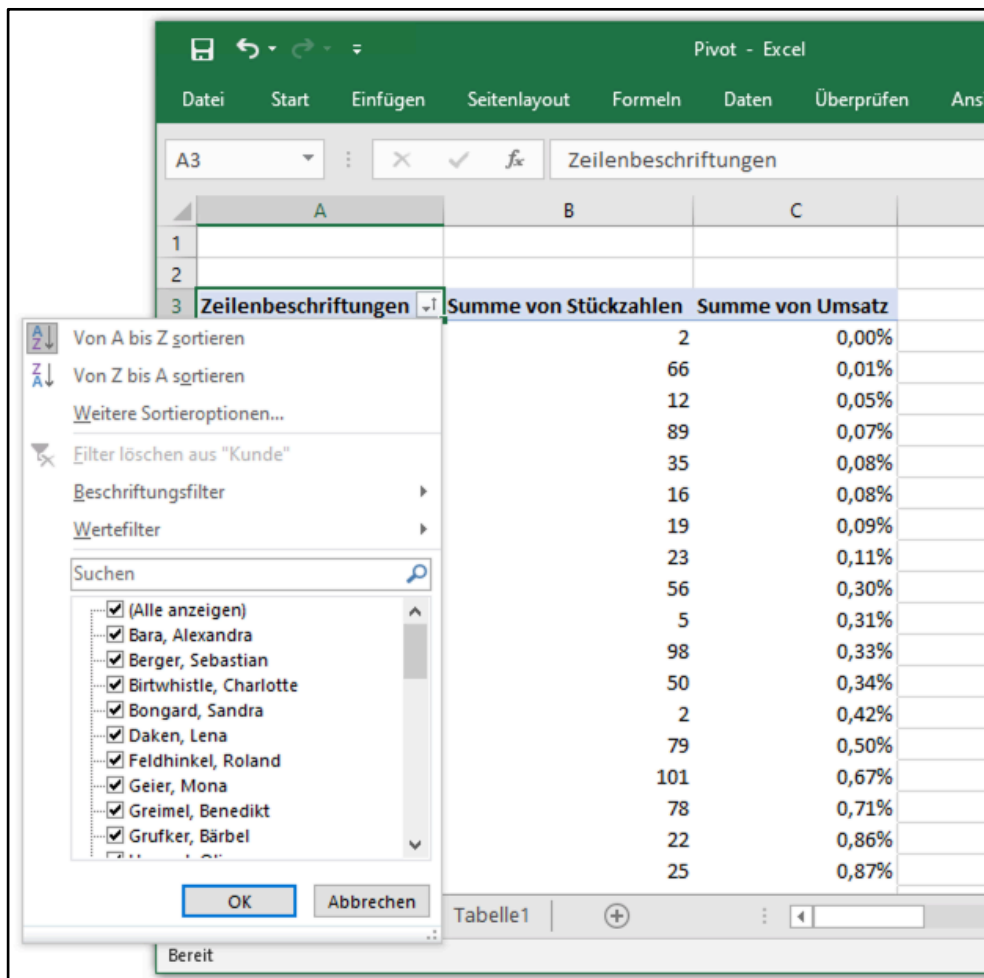 Pivot - Excel
Datei Start Einfügen Seitenlayout Formeln Daten Überprüfen Ans
A3 fx Zeilenbeschriftungen
A B C
1
2
3 Zeilenbeschriftungen Summe von Stückzahlen Summe von Umsatz
Von A bis Z sortieren
Von Z bis A sortieren
Weitere Sortieroptionen...
Filter löschen aus "Kunde"
Beschriftungsfilter
Wertefilter
Suchen
(Alle anzeigen)
Bara, Alexandra
Berger, Sebastian
Birtwhistle, Charlotte
Bongard, Sandra
Daken, Lena
Feldhinkel, Roland
Geier, Mona
Greimel, Benedikt
Grufker, Bärbel
OK Abbrechen
2 0,00%
66 0,01%
12 0,05%
89 0,07%
35 0,08%
16 0,08%
19 0,09%
23 0,11%
56 0,30%
5 0,31%
98 0,33%
50 0,34%
2 0,42%
79 0,50%
101 0,67%
78 0,71%
22 0,86%
25 0,87%
Tabelle1
Bereit